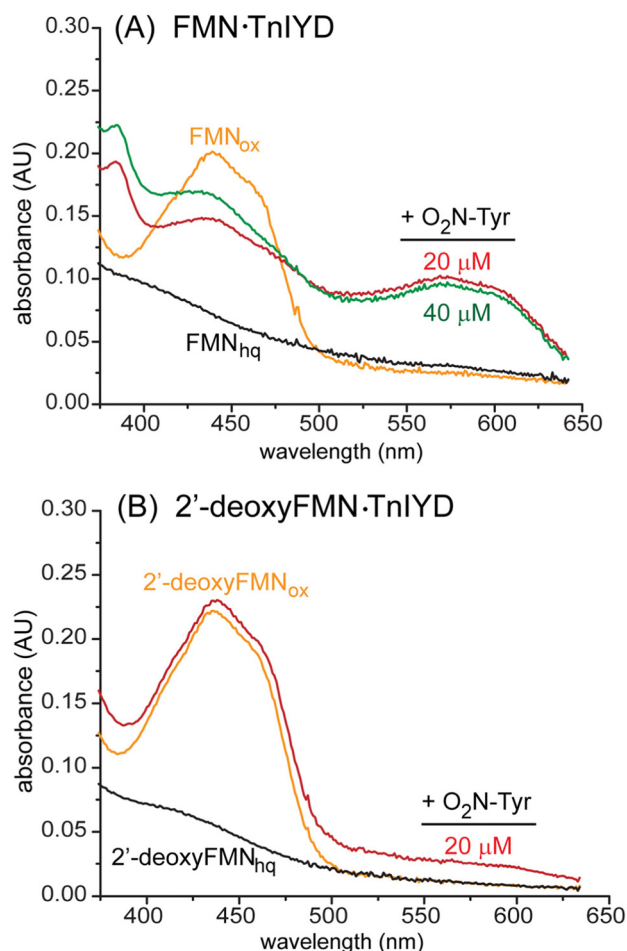 (A) FMN·TnIYD
0.30
0.25
0.20
0.15
0.10
0.05
0.00
absorbance (AU)
FMNox
+ O2N-Tyr
20 μM
40 μM
FMNhq
400 450 500 550 600 650
wavelength (nm)
(B) 2'-deoxyFMN·TnIYD
0.30
0.25
0.20
0.15
0.10
0.05
0.00
absorbance (AU)
2'-deoxyFMNox
+ O2N-Tyr
20 μM
2'-deoxyFMNhq
400 450 500 550 600 650
wavelength (nm)